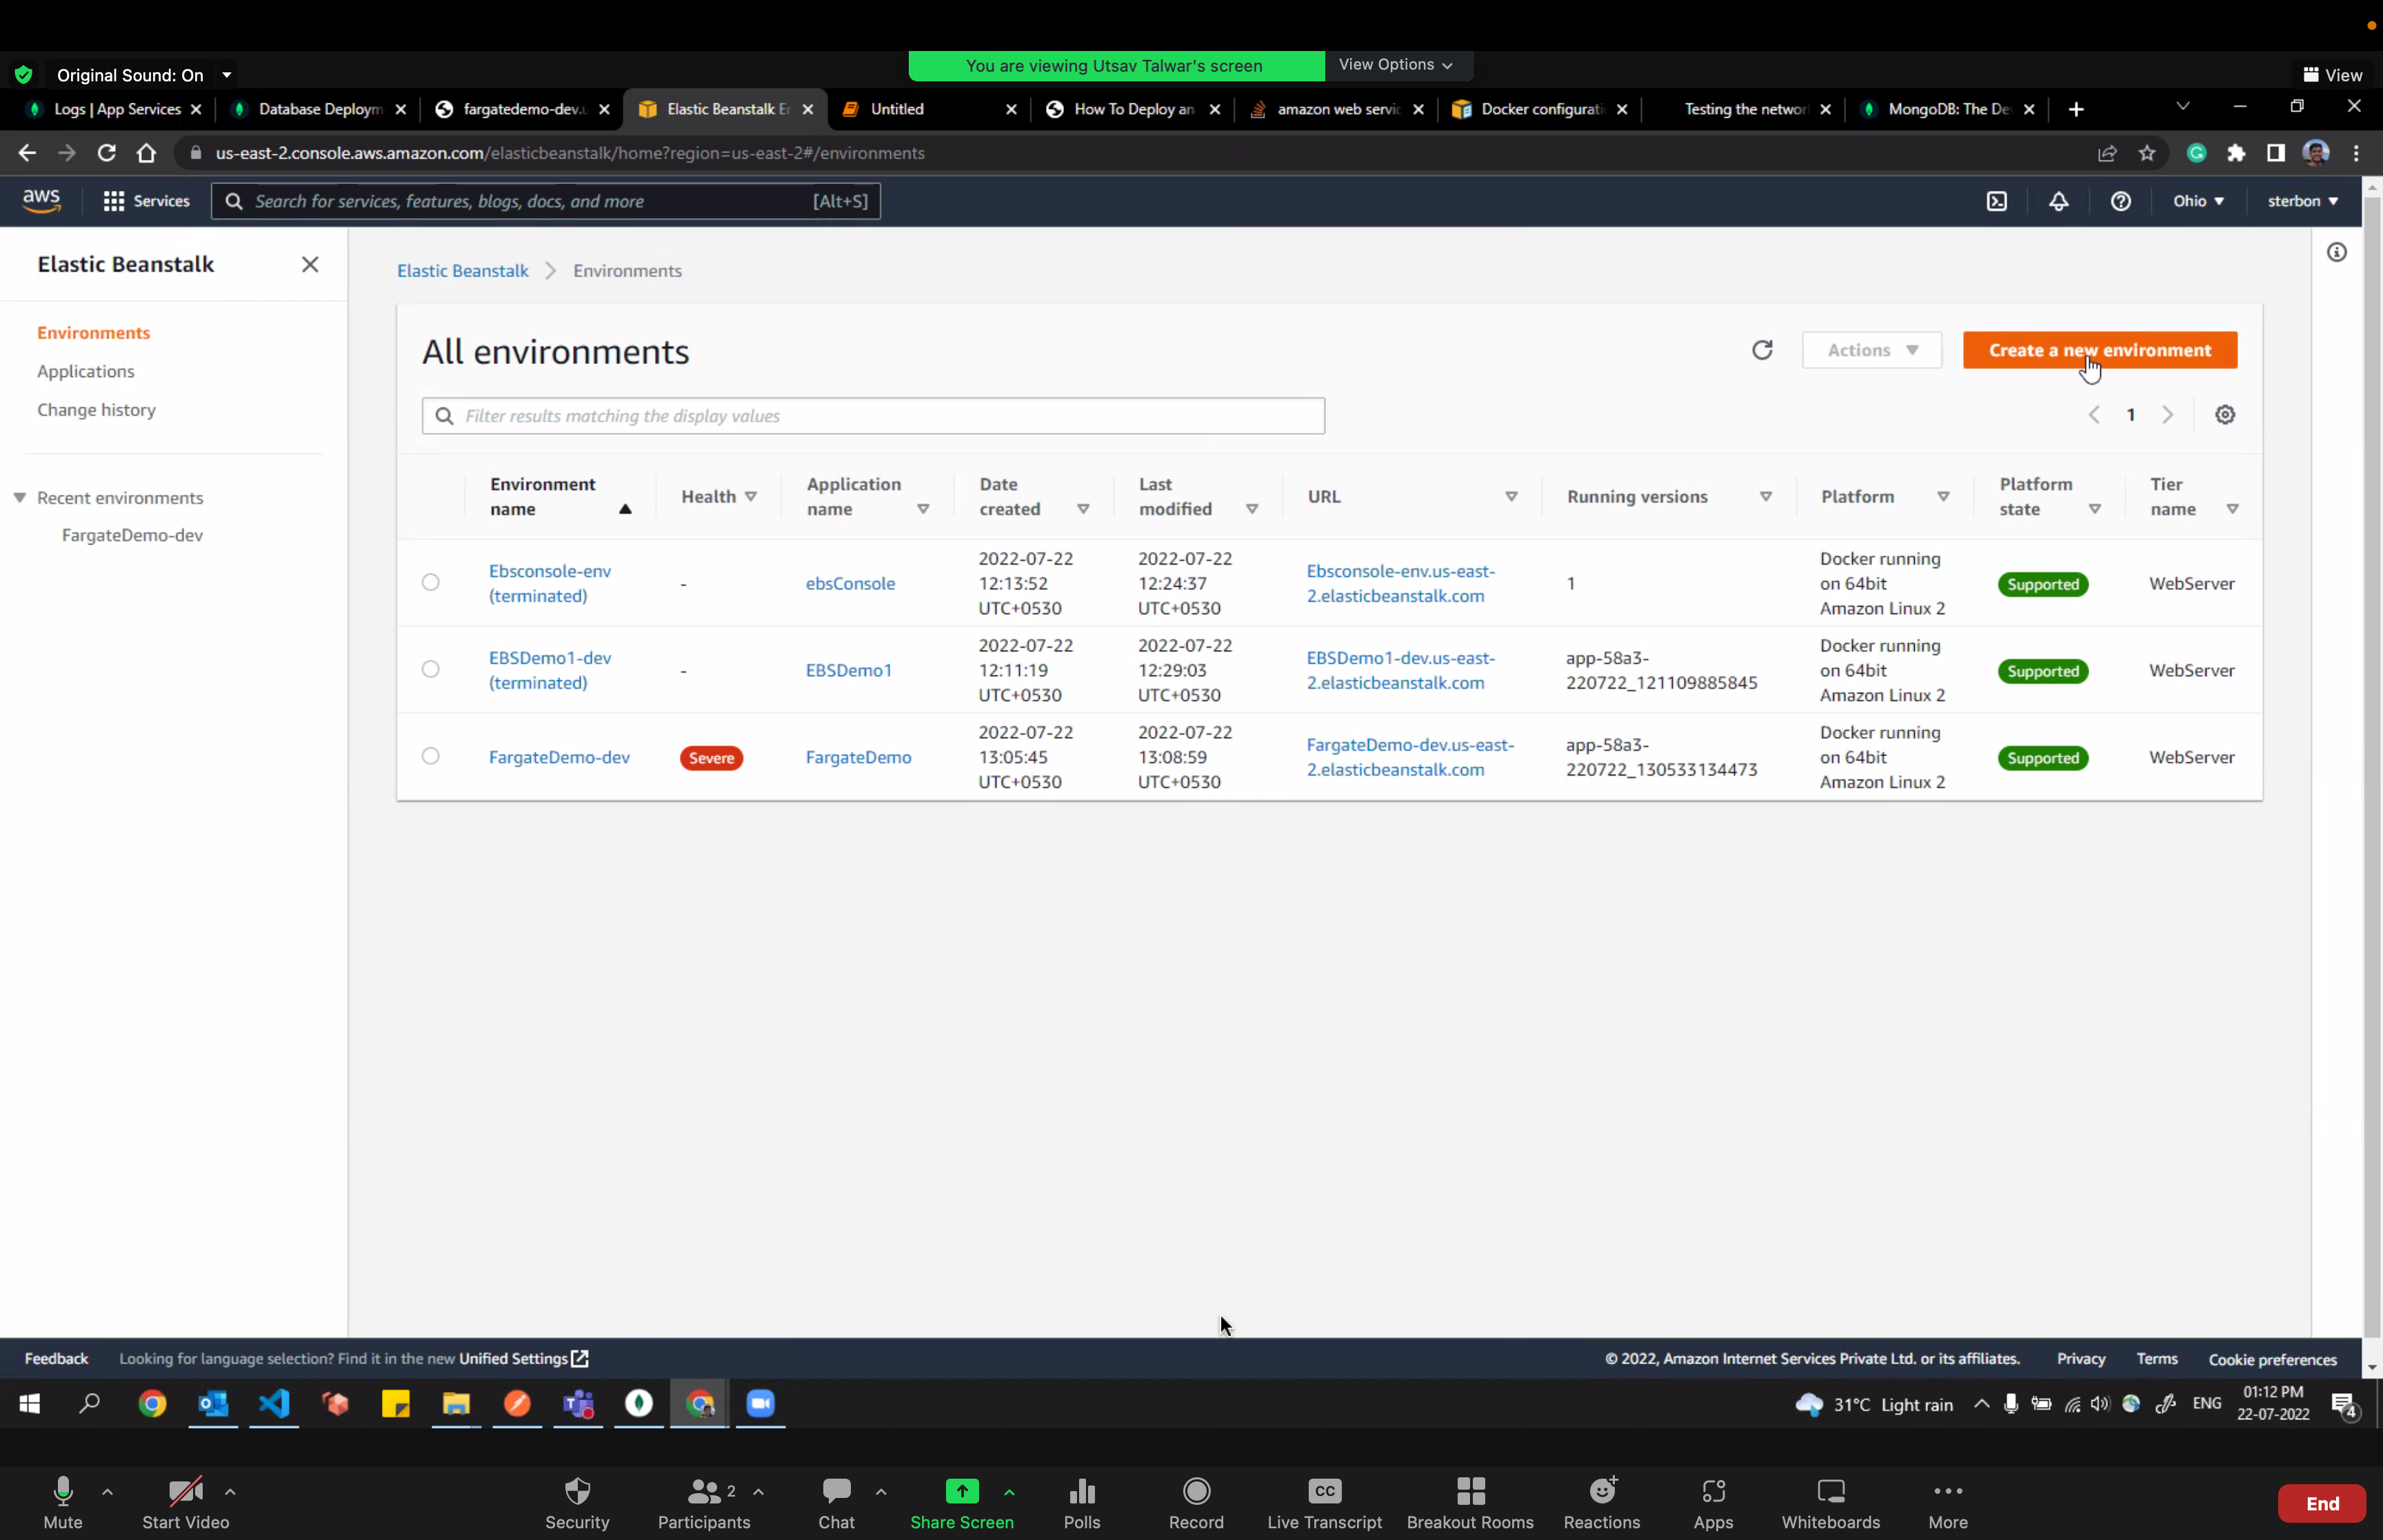 Original Sound: On
You are viewing Utsav Talwar's screen
View Options
View
Logs | App Services
Database Deploym
fargatedemo-dev.u
Elastic Beanstalk En
Untitled
How To Deploy an
amazon web servic
Docker configurati
Testing the networ
MongoDB: The De
us-east-2.console.aws.amazon.com/elasticbeanstalk/home?region=us-east-2#/environments
aws
Services
Search for services, features, blogs, docs, and more
[Alt+S]
Ohio
sterbon
Elastic Beanstalk
Environments
Applications
Change history
Recent environments
FargateDemo-dev
Elastic Beanstalk
Environments
All environments
Actions
Create a new environment
Filter results matching the display values
1
Environment
name
Health
Application
name
Date
created
Last
modified
URL
Running versions
Platform
Platform
state
Tier
name
Ebsconsole-env
(terminated)
-
ebsConsole
2022-07-22
12:13:52
UTC+0530
2022-07-22
12:24:37
UTC+0530
Ebsconsole-env.us-east-
2.elasticbeanstalk.com
1
Docker running
on 64bit
Amazon Linux 2
Supported
WebServer
EBSDemo1-dev
(terminated)
-
EBSDemo1
2022-07-22
12:11:19
UTC+0530
2022-07-22
12:29:03
UTC+0530
EBSDemo1-dev.us-east-
2.elasticbeanstalk.com
app-58a3-
220722_121109885845
Docker running
on 64bit
Amazon Linux 2
Supported
WebServer
FargateDemo-dev
Severe
FargateDemo
2022-07-22
13:05:45
UTC+0530
2022-07-22
13:08:59
UTC+0530
FargateDemo-dev.us-east-
2.elasticbeanstalk.com
app-58a3-
220722_130533134473
Docker running
on 64bit
Amazon Linux 2
Supported
WebServer
Feedback
Looking for language selection? Find it in the new Unified Settings
© 2022, Amazon Internet Services Private Ltd. or its affiliates.
Privacy
Terms
Cookie preferences
31°C Light rain
ENG
01:12 PM
22-07-2022
4
Mute
Start Video
Security
2
Participants
Chat
Share Screen
Polls
Record
CC
Live Transcript
Breakout Rooms
Reactions
Apps
Whiteboards
More
End